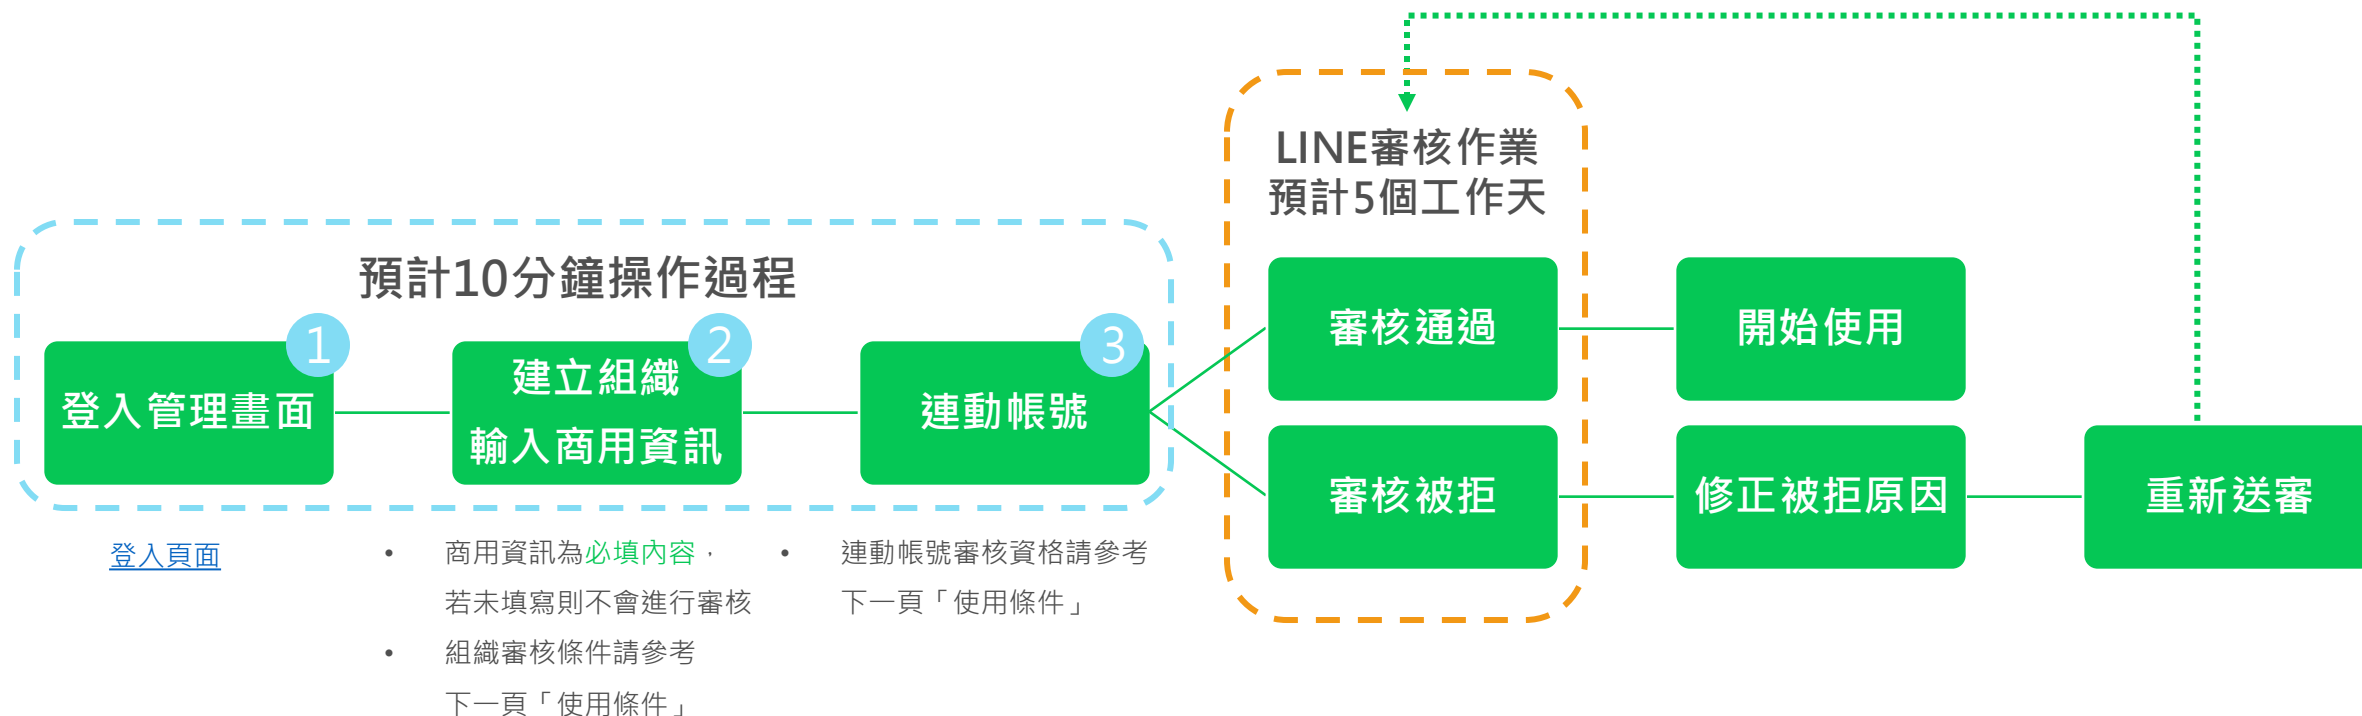 LINE審核作業
預計5個工作天
預計10分鐘操作過程
1
登入管理畫面
2
建立組織
輸入商用資訊
3
連動帳號
審核通過
開始使用
審核被拒
修正被拒原因
重新送審
登入頁面
• 商用資訊為必填內容，
若未填寫則不會進行審核
• 組織審核條件請參考
下一頁「使用條件」
• 連動帳號審核資格請參考
下一頁「使用條件」